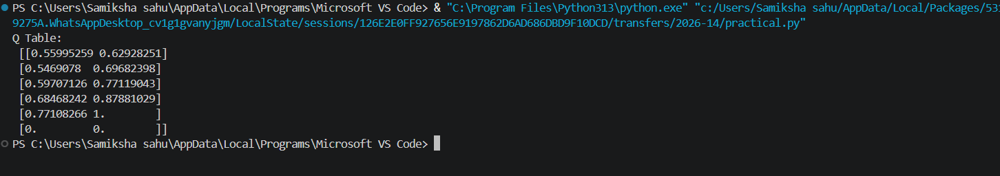 PS C:\Users\Samiksha sahu\AppData\Local\Programs\Microsoft VS Code> & "C:\Program Files\Python313\python.exe" "c:/Users/Samiksha sahu/AppData/Local/Packages/531
9275A.WhatsAppDesktop_cv1g1gvanyjgm/LocalState/sessions/126E2E0FF927656E9197862D6AD686DBD9F10DCD/transfers/2026-14/practical.py"
Q Table:
[[0.55995259 0.62928251]
[0.5469078  0.69682398]
[0.59707126 0.77119043]
[0.68468242 0.87881029]
[0.77108266 1.        ]
[0.         0.        ]]
PS C:\Users\Samiksha sahu\AppData\Local\Programs\Microsoft VS Code>